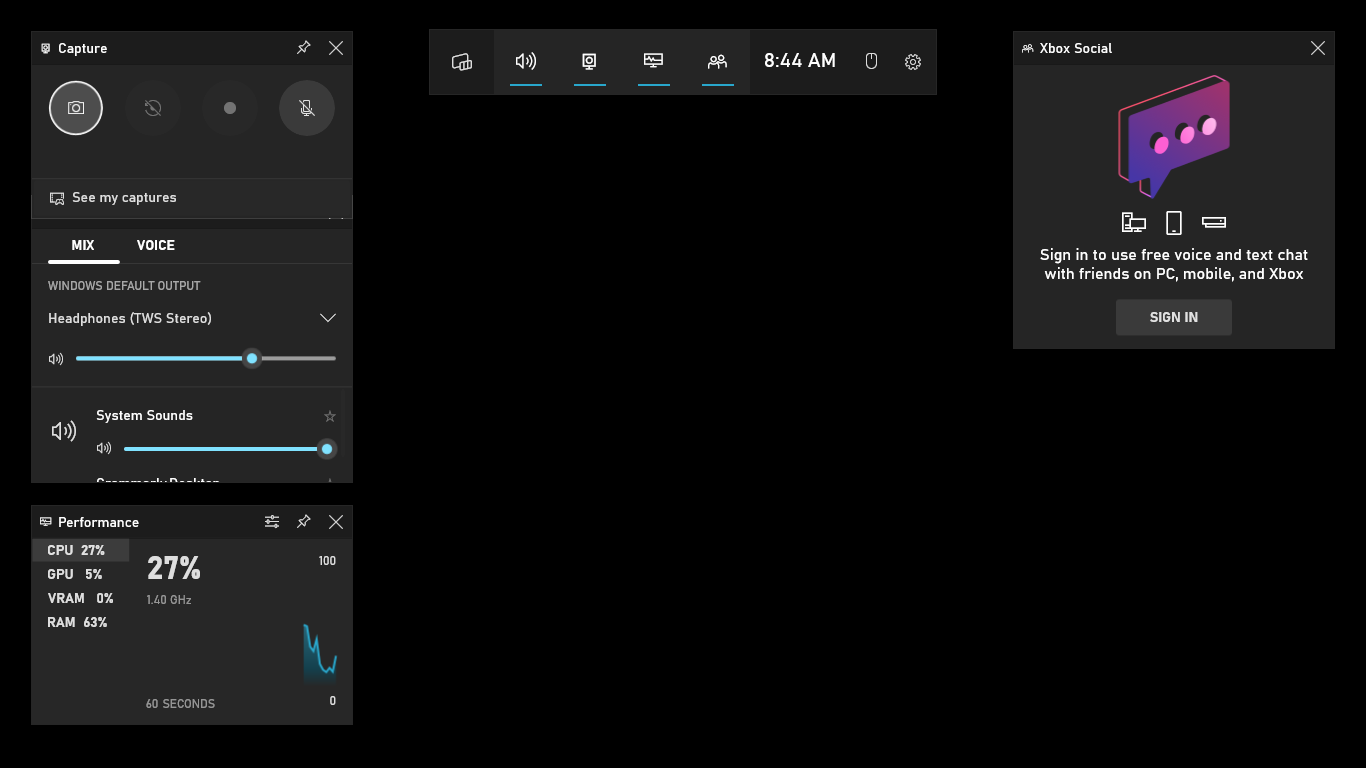 Capture
See my captures
MIX VOICE
WINDOWS DEFAULT OUTPUT
Headphones (TWS Stereo)
System Sounds
Performance
CPU 27%
GPU 5%
VRAM 0%
RAM 63%
27%
1.40 GHz
100
60 SECONDS
0
8:44 AM
Xbox Social
Sign in to use free voice and text chat
with friends on PC, mobile, and Xbox
SIGN IN